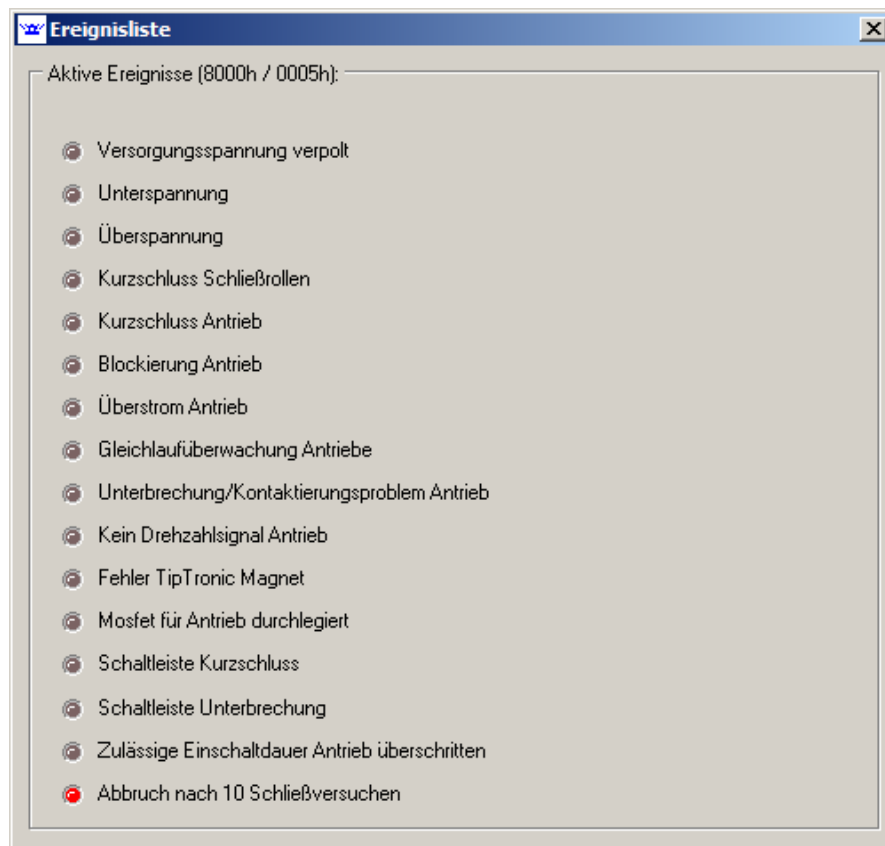 Ereignisliste
Aktive Ereignisse (8000h / 0005h):
Versorgungsspannung verpolt
Unterspannung
Überspannung
Kurzschluss Schließrollen
Kurzschluss Antrieb
Blockierung Antrieb
Überstrom Antrieb
Gleichlaufüberwachung Antriebe
Unterbrechung/Kontaktierungsproblem Antrieb
Kein Drehzahlsignal Antrieb
Fehler TipTronic Magnet
Mosfet für Antrieb durchlegiert
Schaltleiste Kurzschluss
Schaltleiste Unterbrechung
Zulässige Einschaltdauer Antrieb überschritten
Abbruch nach 10 Schließversuchen